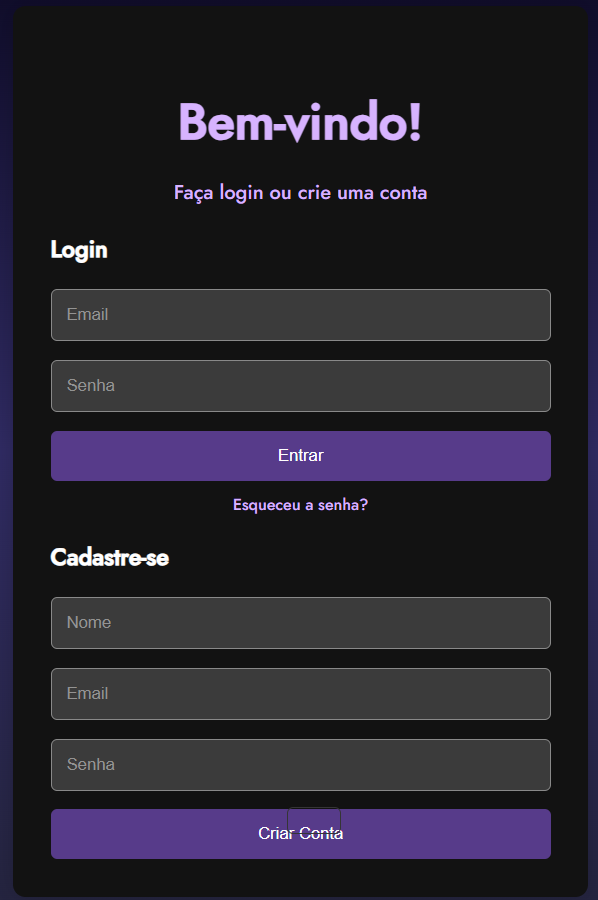 Bem-vindo!
Faça login ou crie uma conta
Login
Email
Senha
Entrar
Esqueceu a senha?
Cadastre-se
Nome
Email
Senha
Criar Conta